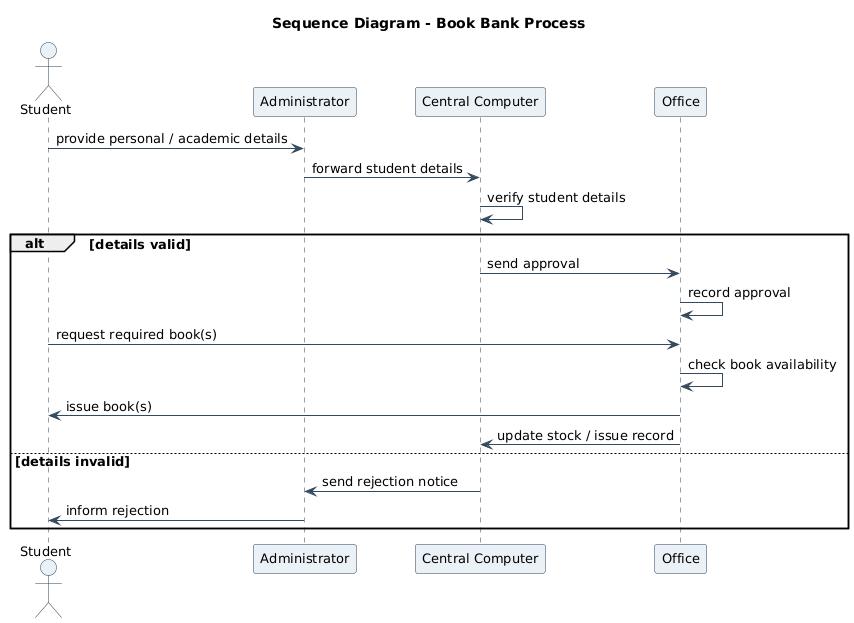 Sequence Diagram - Book Bank Process
Student
Administrator
Central Computer
Office
provide personal / academic details
forward student details
verify student details
alt
[details valid]
send approval
record approval
request required book(s)
check book availability
issue book(s)
update stock / issue record
[details invalid]
send rejection notice
inform rejection
Student
Administrator
Central Computer
Office